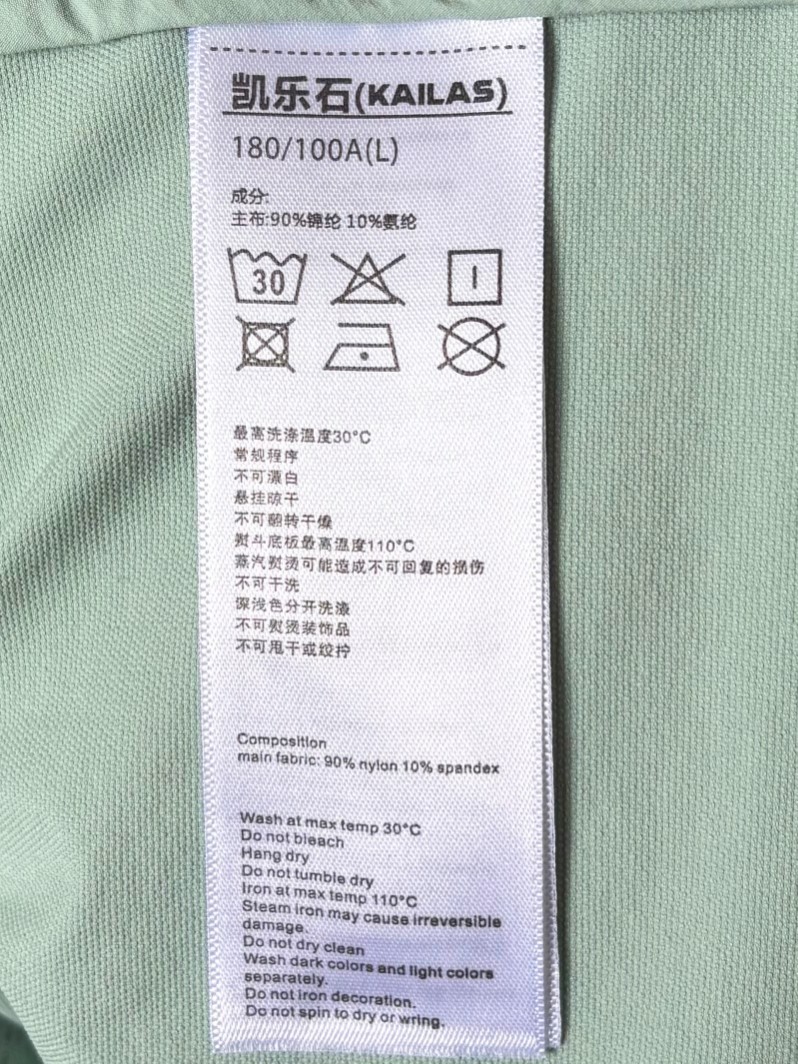 凯乐石(KAILAS)
180/100A(L)
成分:
主布:90%锦纶 10%氨纶
30
最高洗涤温度30°C
常规程序
不可漂白
悬挂晾干
不可翻转干燥
熨斗底板最高温度110°C
蒸汽熨烫可能造成不可回复的损伤
不可干洗
深浅色分开洗涤
不可熨烫装饰品
不可甩干或绞拧
Composition
main fabric: 90% nylon 10% spandex
Wash at max temp 30°C
Do not bleach
Hang dry
Do not tumble dry
Iron at max temp 110°C
Steam iron may cause irreversible
damage.
Do not dry clean
Wash dark colors and light colors
separately.
Do not iron decoration.
Do not spin to dry or wring.